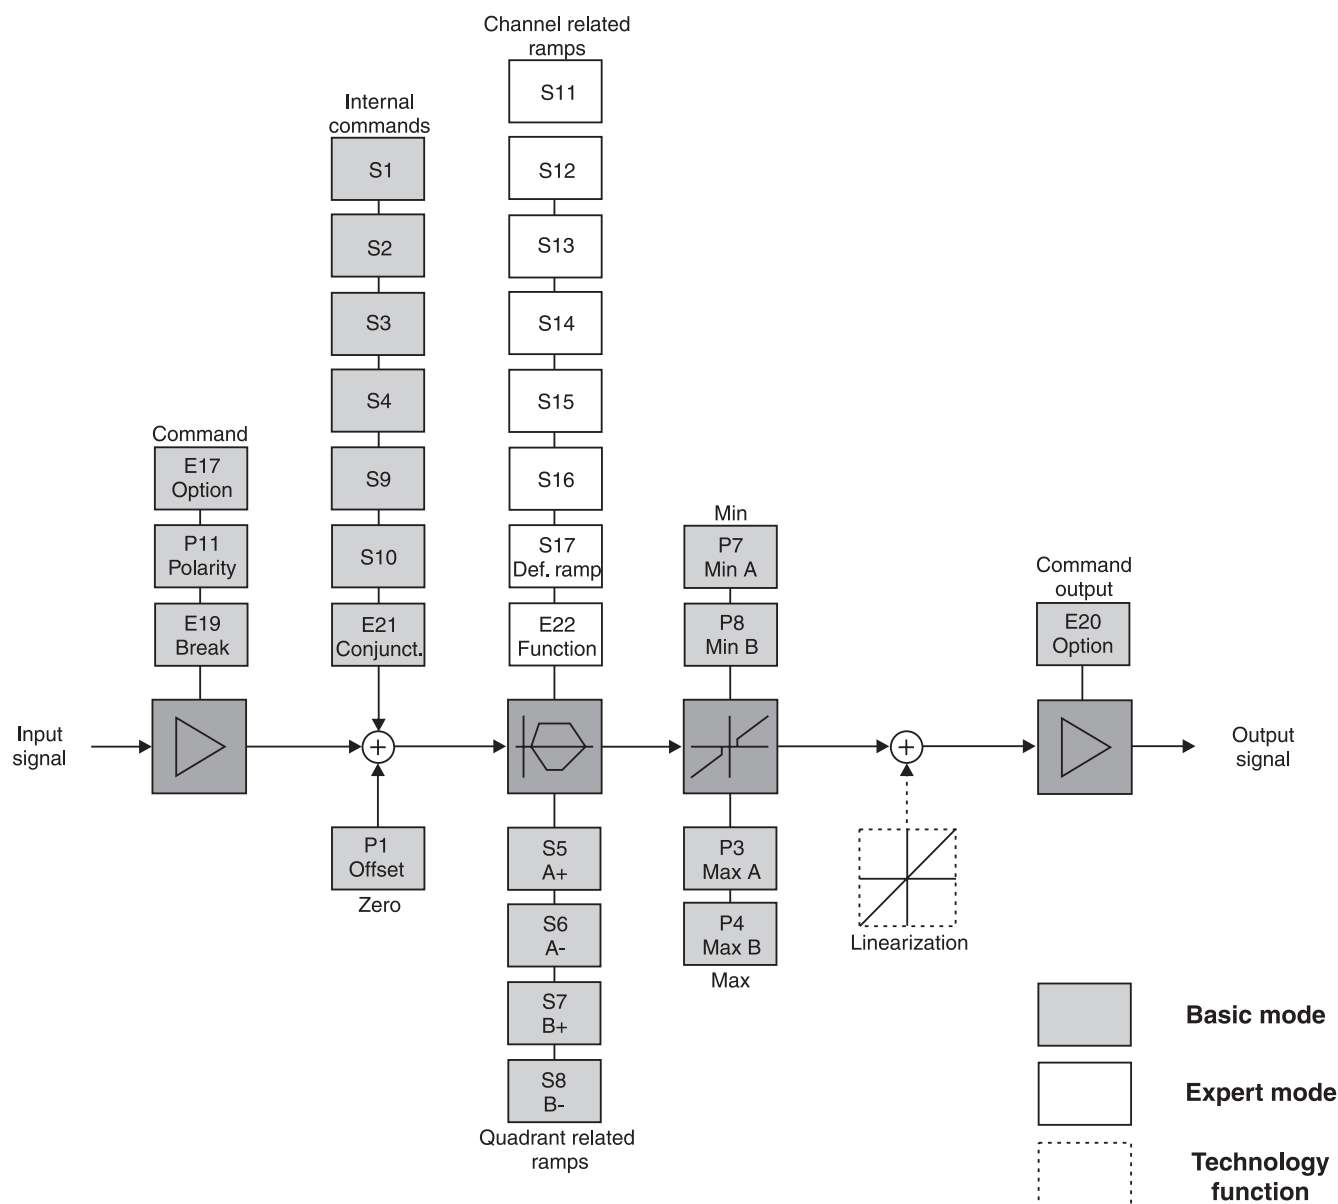 Channel related
ramps
S11
Internal
commands
S1
S12
S2
S13
S3
S14
S4
S15
Command
E17
Option
S9
S16
Min
P11
Polarity
S10
S17
Def. ramp
P7
Min A
Command
output
E19
Break
E21
Conjunct.
E22
Function
P8
Min B
E20
Option
Input
signal
+
+
Output
signal
P1
Offset
Zero
S5
A+
P3
Max A
S6
A-
P4
Max B
Max
Linearization
S7
B+
S8
B-
Quadrant related
ramps
Basic mode
Expert mode
Technology
function